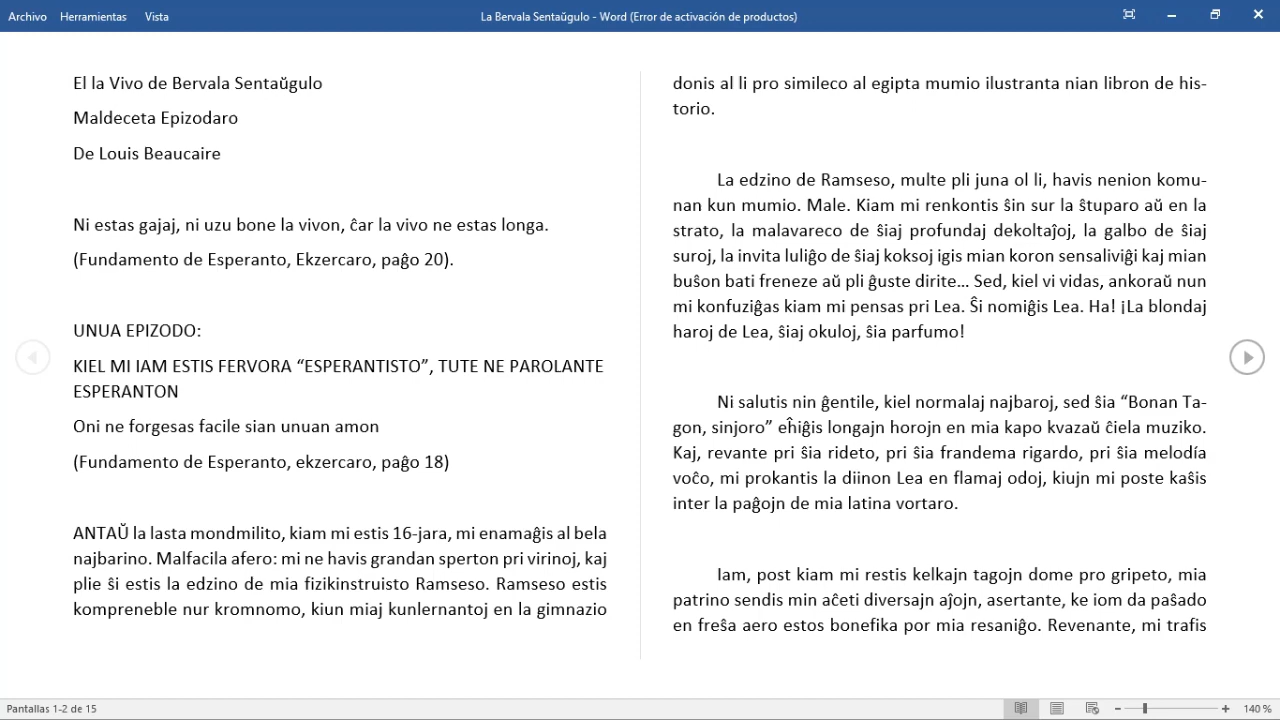 Archivo Herramientas Vista La Bervala Sentaŭgulo - Word (Error de activación de productos)
El la Vivo de Bervala Sentaŭgulo
Maldeceta Epizodaro
De Louis Beaucaire
Ni estas gajaj, ni uzu bone la vivon, ĉar la vivo ne estas longa.
(Fundamento de Esperanto, Ekzercaro, paĝo 20).
UNUA EPIZODO:
KIEL MI IAM ESTIS FERVORA “ESPERANTISTO”, TUTE NE PAROLANTE
ESPERANTON
Oni ne forgesas facile sian unuan amon
(Fundamento de Esperanto, ekzercaro, paĝo 18)
ANTAŬ la lasta mondmilito, kiam mi estis 16-jara, mi enamaĝis al bela
najbarino. Malfacila afero: mi ne havis grandan sperton pri virinoj, kaj
plie ŝi estis la edzino de mia fizikinstruisto Ramseso. Ramseso estis
kompreneble nur kromnomo, kiun miaj kunlernantoj en la gimnazio
donis al li pro simileco al egipta mumio ilustranta nian libron de his-
torio.
La edzino de Ramseso, multe pli juna ol li, havis nenion komu-
nan kun mumio. Male. Kiam mi renkontis ŝin sur la ŝtuparo aŭ en la
strato, la malavareco de ŝiaj profundaj dekoltaĵoj, la galbo de ŝiaj
suroj, la invita luliĝo de ŝiaj koksoj igis mian koron sensaliviĝi kaj mian
buŝon bati freneze aŭ pli ĝuste dirite... Sed, kiel vi vidas, ankoraŭ nun
mi konfuziĝas kiam mi pensas pri Lea. Ŝi nomiĝis Lea. Ha! ¡La blondaj
haroj de Lea, ŝiaj okuloj, ŝia parfumo!
Ni salutis nin ĝentile, kiel normalaj najbaroj, sed ŝia “Bonan Ta-
gon, sinjoro” eĥiĝis longajn horojn en mia kapo kvazaŭ ĉiela muziko.
Kaj, revante pri ŝia rideto, pri ŝia frandema rigardo, pri ŝia melodía
voĉo, mi prokantis la diinon Lea en flamaj odoj, kiujn mi poste kaŝis
inter la paĝojn de mia latina vortaro.
Iam, post kiam mi restis kelkajn tagojn dome pro gripeto, mia
patrino sendis min aĉeti diversajn aĵojn, asertante, ke iom da paŝado
en freŝa aero estos bonefika por mia resaniĝo. Revenante, mi trafis
Pantallas 1-2 de 15 140 %